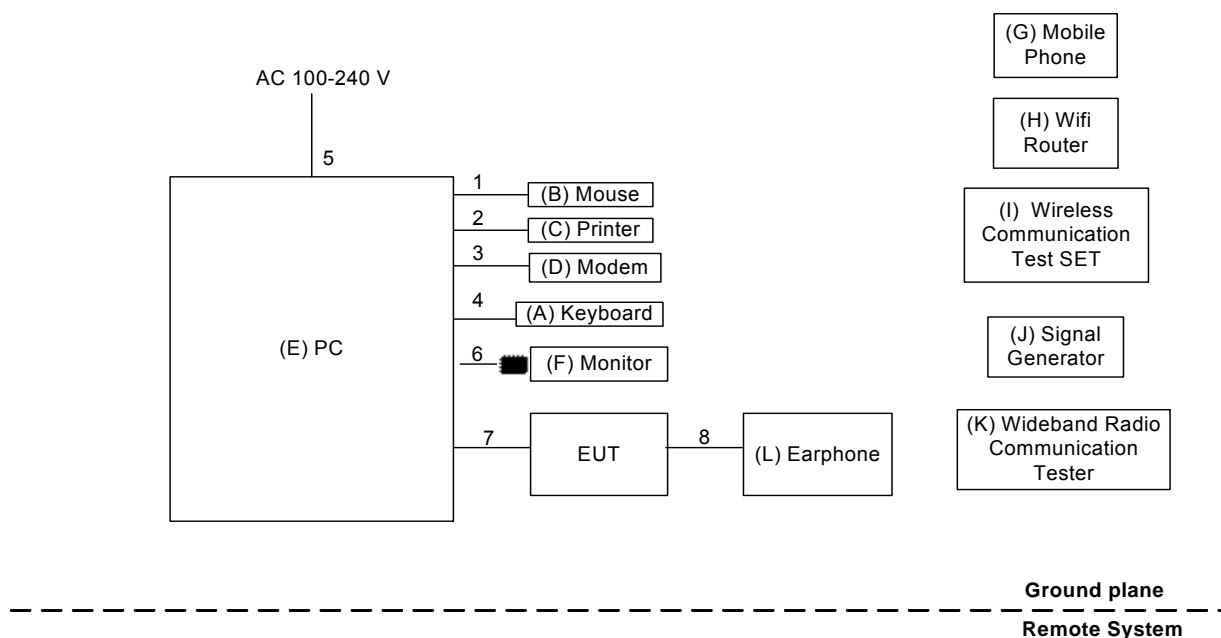 AC 100-240 V
5
(E) PC
1
(B) Mouse
2
(C) Printer
3
(D) Modem
4
(A) Keyboard
6
(F) Monitor
7
EUT
8
(L) Earphone
(G) Mobile
Phone
(H) Wifi
Router
(I) Wireless
Communication
Test SET
(J) Signal
Generator
(K) Wideband Radio
Communication
Tester
Ground plane
Remote System